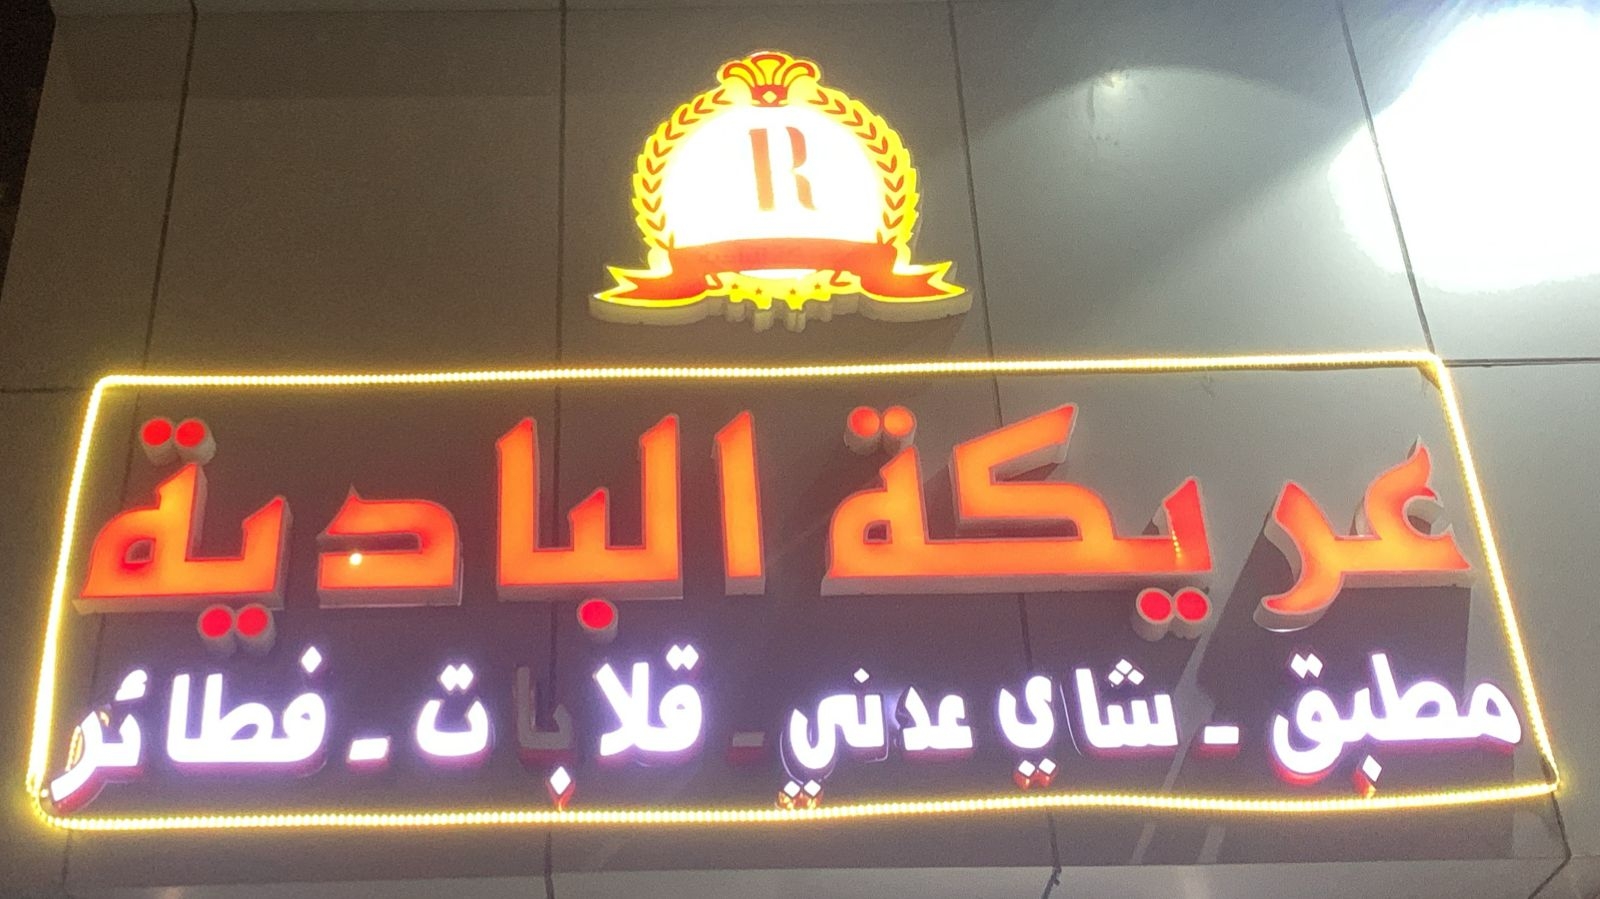 R
عريكة البادية
مطبق - شاي عدني - قلابات - فطائر